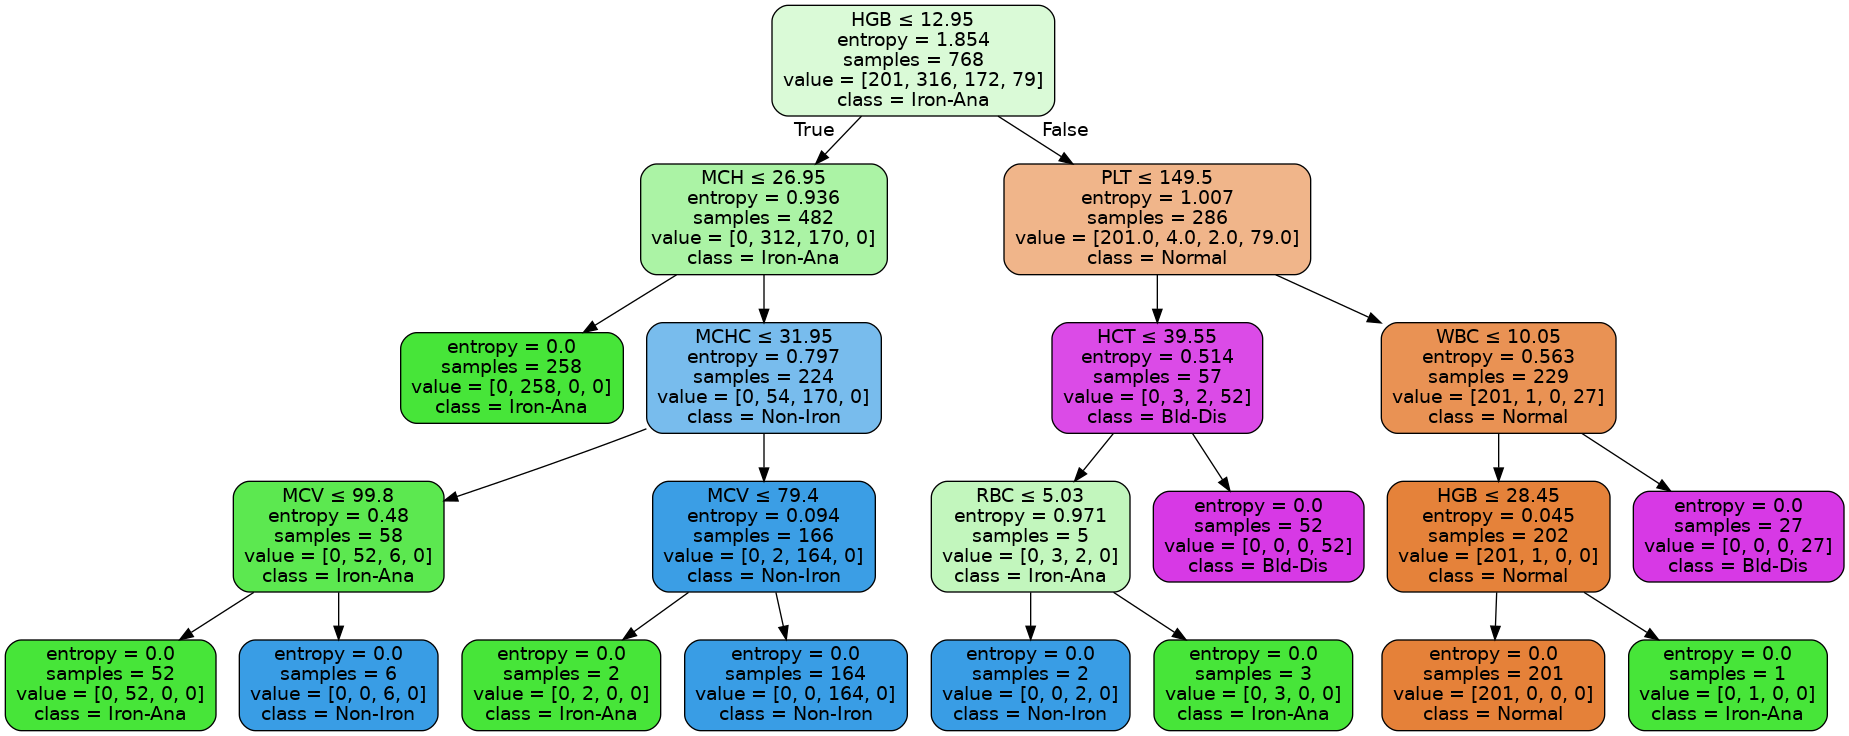 HGB ≤ 12.95
entropy = 1.854
samples = 768
value = [201, 316, 172, 79]
class = Iron-Ana
True
False
MCH ≤ 26.95
entropy = 0.936
samples = 482
value = [0, 312, 170, 0]
class = Iron-Ana
PLT ≤ 149.5
entropy = 1.007
samples = 286
value = [201.0, 4.0, 2.0, 79.0]
class = Normal
entropy = 0.0
samples = 258
value = [0, 258, 0, 0]
class = Iron-Ana
MCHC ≤ 31.95
entropy = 0.797
samples = 224
value = [0, 54, 170, 0]
class = Non-Iron
HCT ≤ 39.55
entropy = 0.514
samples = 57
value = [0, 3, 2, 52]
class = Bld-Dis
WBC ≤ 10.05
entropy = 0.563
samples = 229
value = [201, 1, 0, 27]
class = Normal
MCV ≤ 99.8
entropy = 0.48
samples = 58
value = [0, 52, 6, 0]
class = Iron-Ana
MCV ≤ 79.4
entropy = 0.094
samples = 166
value = [0, 2, 164, 0]
class = Non-Iron
RBC ≤ 5.03
entropy = 0.971
samples = 5
value = [0, 3, 2, 0]
class = Iron-Ana
entropy = 0.0
samples = 52
value = [0, 0, 0, 52]
class = Bld-Dis
HGB ≤ 28.45
entropy = 0.045
samples = 202
value = [201, 1, 0, 0]
class = Normal
entropy = 0.0
samples = 27
value = [0, 0, 0, 27]
class = Bld-Dis
entropy = 0.0
samples = 52
value = [0, 52, 0, 0]
class = Iron-Ana
entropy = 0.0
samples = 6
value = [0, 0, 6, 0]
class = Non-Iron
entropy = 0.0
samples = 2
value = [0, 2, 0, 0]
class = Iron-Ana
entropy = 0.0
samples = 164
value = [0, 0, 164, 0]
class = Non-Iron
entropy = 0.0
samples = 2
value = [0, 0, 2, 0]
class = Non-Iron
entropy = 0.0
samples = 3
value = [0, 3, 0, 0]
class = Iron-Ana
entropy = 0.0
samples = 201
value = [201, 0, 0, 0]
class = Normal
entropy = 0.0
samples = 1
value = [0, 1, 0, 0]
class = Iron-Ana